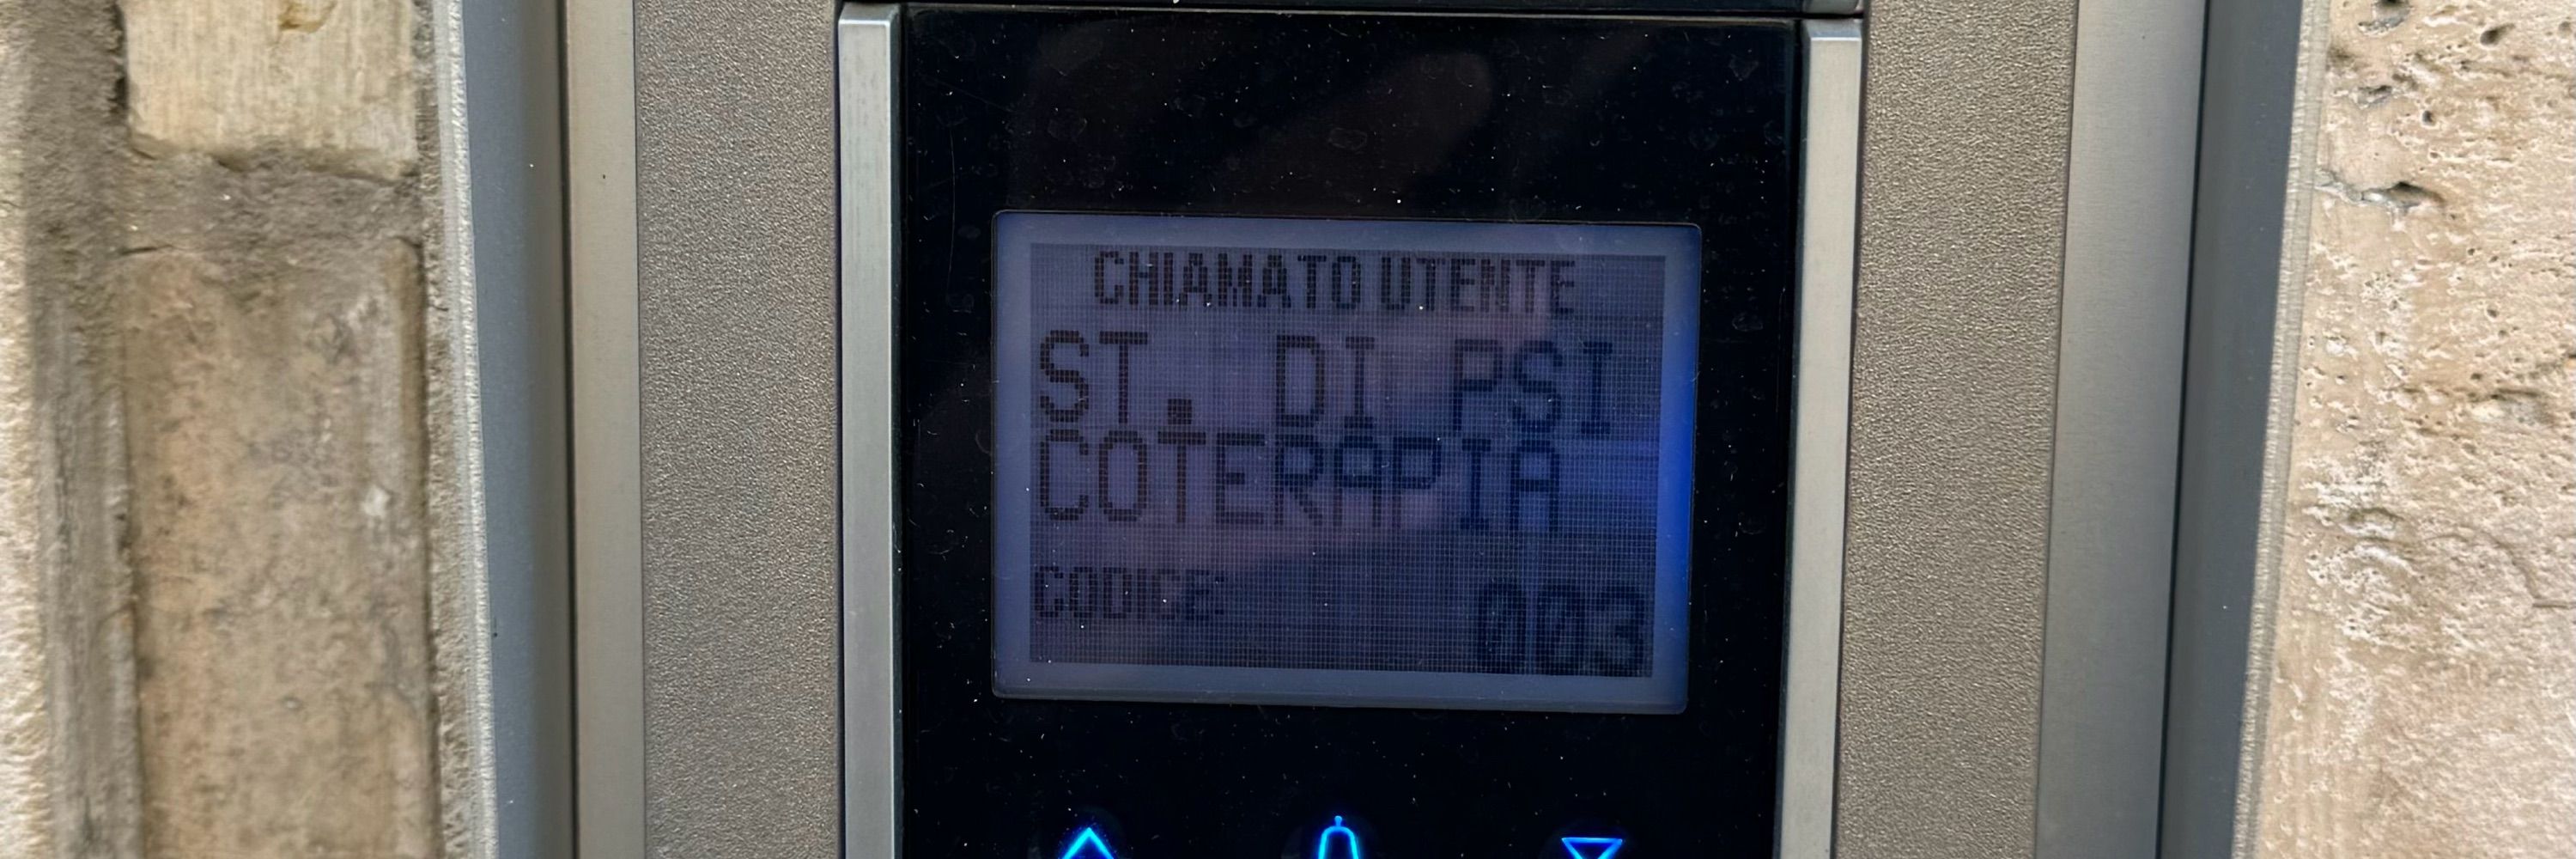 CHIAMATO UTENTE
ST. DI PSI
COTERAPIA
CODICE: 003